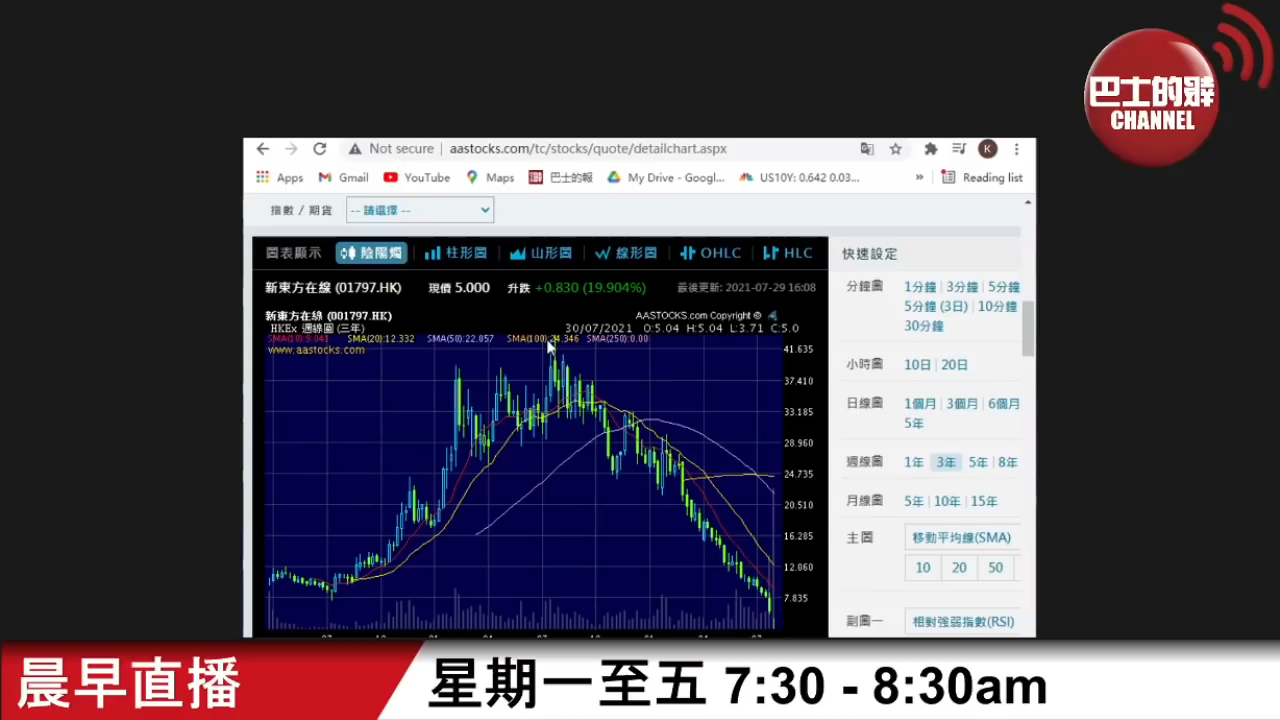 巴士的報
CHANNEL
Not secure
aastocks.com/tc/stocks/quote/detailchart.aspx
K
Apps
Gmail
YouTube
Maps
巴士的報
My Drive - Googl...
US10Y: 0.642 0.03...
»
Reading list
指數 / 期貨
-- 請選擇 --
圖表顯示
陰陽燭
柱形圖
山形圖
線形圖
OHLC
HLC
快速設定
新東方在線 (01797.HK)
現價 5.000
升跌 +0.830 (19.904%)
最後更新: 2021-07-29 16:08
新東方在線 (001797.HK)
AASTOCKS.com Copyright ©
HKEx 週線圖 (三年)
30/07/2021 O:5.04 H:5.04 L:3.71 C:5.0
SMA(10):9.041 SMA(20):12.332 SMA(50):22.057 SMA(100):24.346 SMA(250):0.00
www.aastocks.com
41.635
37.410
33.185
28.960
24.735
20.510
16.285
12.060
7.835
分鐘圖
1分鐘 | 3分鐘 | 5分鐘
5分鐘 (3日) | 10分鐘
30分鐘
小時圖
10日 | 20日
日線圖
1個月 | 3個月 | 6個月
5年
週線圖
1年 3年 5年 | 8年
月線圖
5年 | 10年 | 15年
主圖
移動平均線(SMA)
10 20 50
副圖一
相對強弱指數(RSI)
晨早直播
星期一至五 7:30 - 8:30am